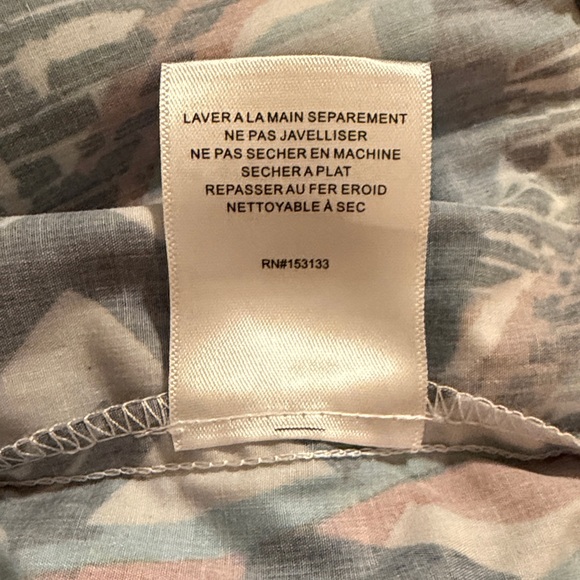 LAVER A LA MAIN SEPAREMENT
NE PAS JAVELLISER
NE PAS SECHER EN MACHINE
SECHER A PLAT
REPASSER AU FER EROID
NETTOYABLE À SEC
RN#153133